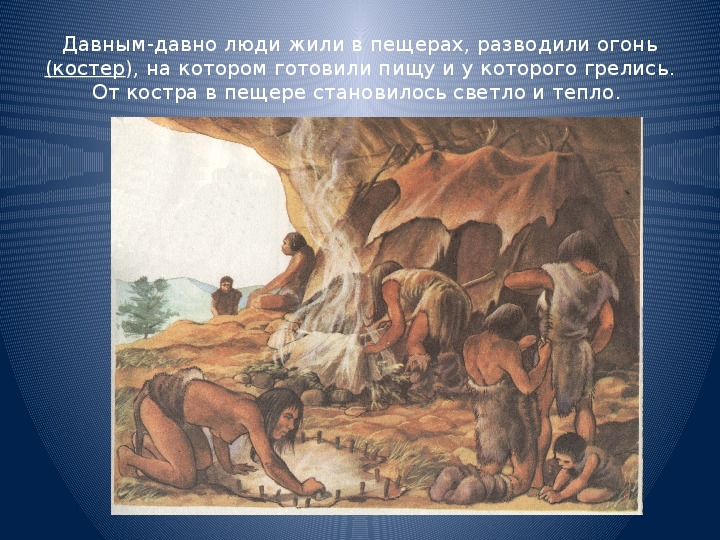 Давным-давно люди жили в пещерах, разводили огонь
(костер), на котором готовили пищу и у которого грелись.
От костра в пещере становилось светло и тепло.